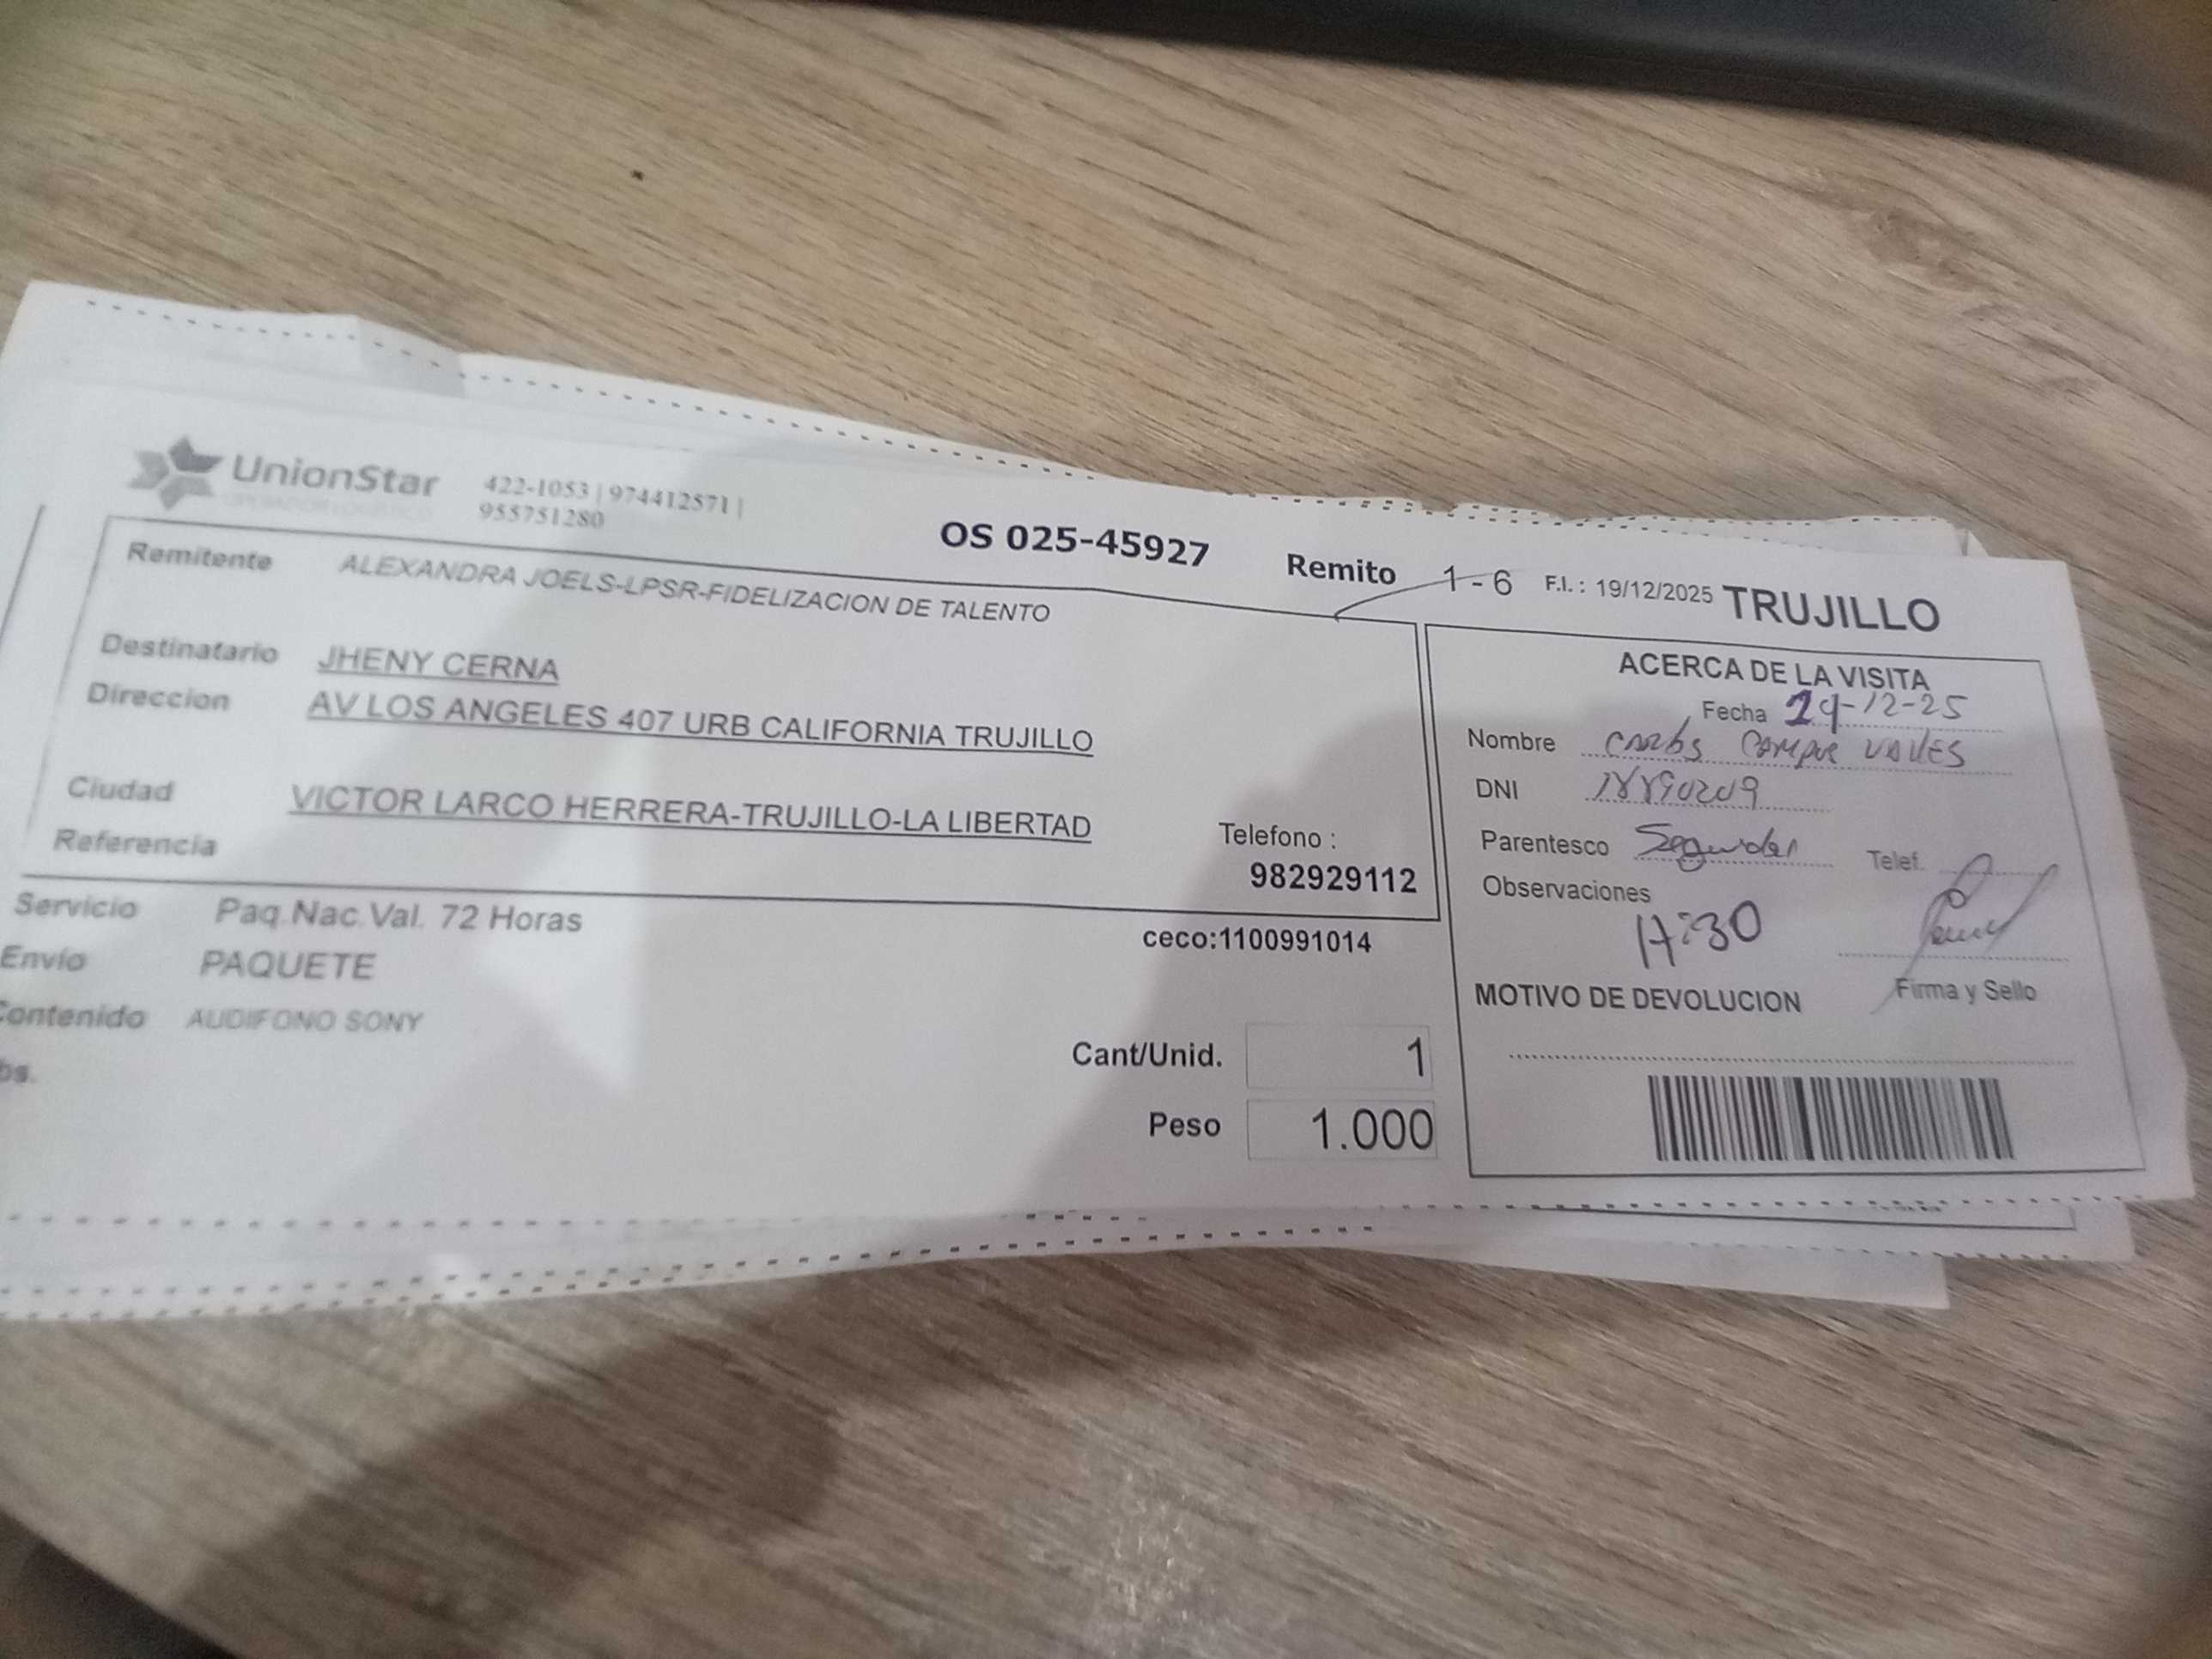 UnionStar
OPERADOR LOGISTICO
422-1053 | 974412571 |
955751280
OS 025-45927 Remito 1 - 6 F.I. : 19/12/2025 TRUJILLO
Remitente ALEXANDRA JOELS-LPSR-FIDELIZACION DE TALENTO
Destinatario JHENY CERNA
Direccion AV LOS ANGELES 407 URB CALIFORNIA TRUJILLO
Ciudad VICTOR LARCO HERRERA-TRUJILLO-LA LIBERTAD
Referencia
Telefono :
982929112
Servicio Paq.Nac.Val. 72 Horas
ceco:1100991014
Envio PAQUETE
Contenido AUDIFONO SONY
bs.
Cant/Unid. 1
Peso 1.000
ACERCA DE LA VISITA
Fecha -12-25
Nombre Carlos
DNI
Parentesco Telef.
Observaciones
Firma y Sello
MOTIVO DE DEVOLUCION